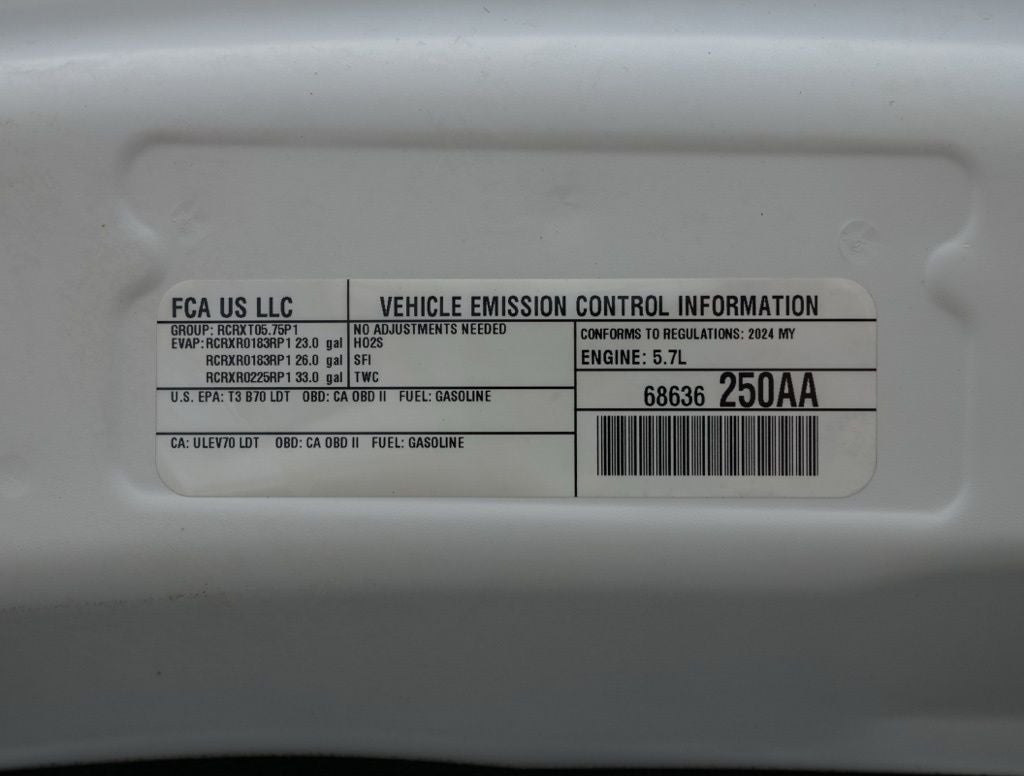 FCA US LLC
VEHICLE EMISSION CONTROL INFORMATION
GROUP: RCRXT05.75P1
EVAP: RCRXR0183RP1 23.0 gal
RCRXR0183RP1 26.0 gal
RCRXR0225RP1 33.0 gal
NO ADJUSTMENTS NEEDED
HO2S
SFI
TWC
CONFORMS TO REGULATIONS: 2024 MY
ENGINE: 5.7L
68636 250AA
U.S. EPA: T3 B70 LDT OBD: CA OBD II FUEL: GASOLINE
CA: ULEV70 LDT OBD: CA OBD II FUEL: GASOLINE